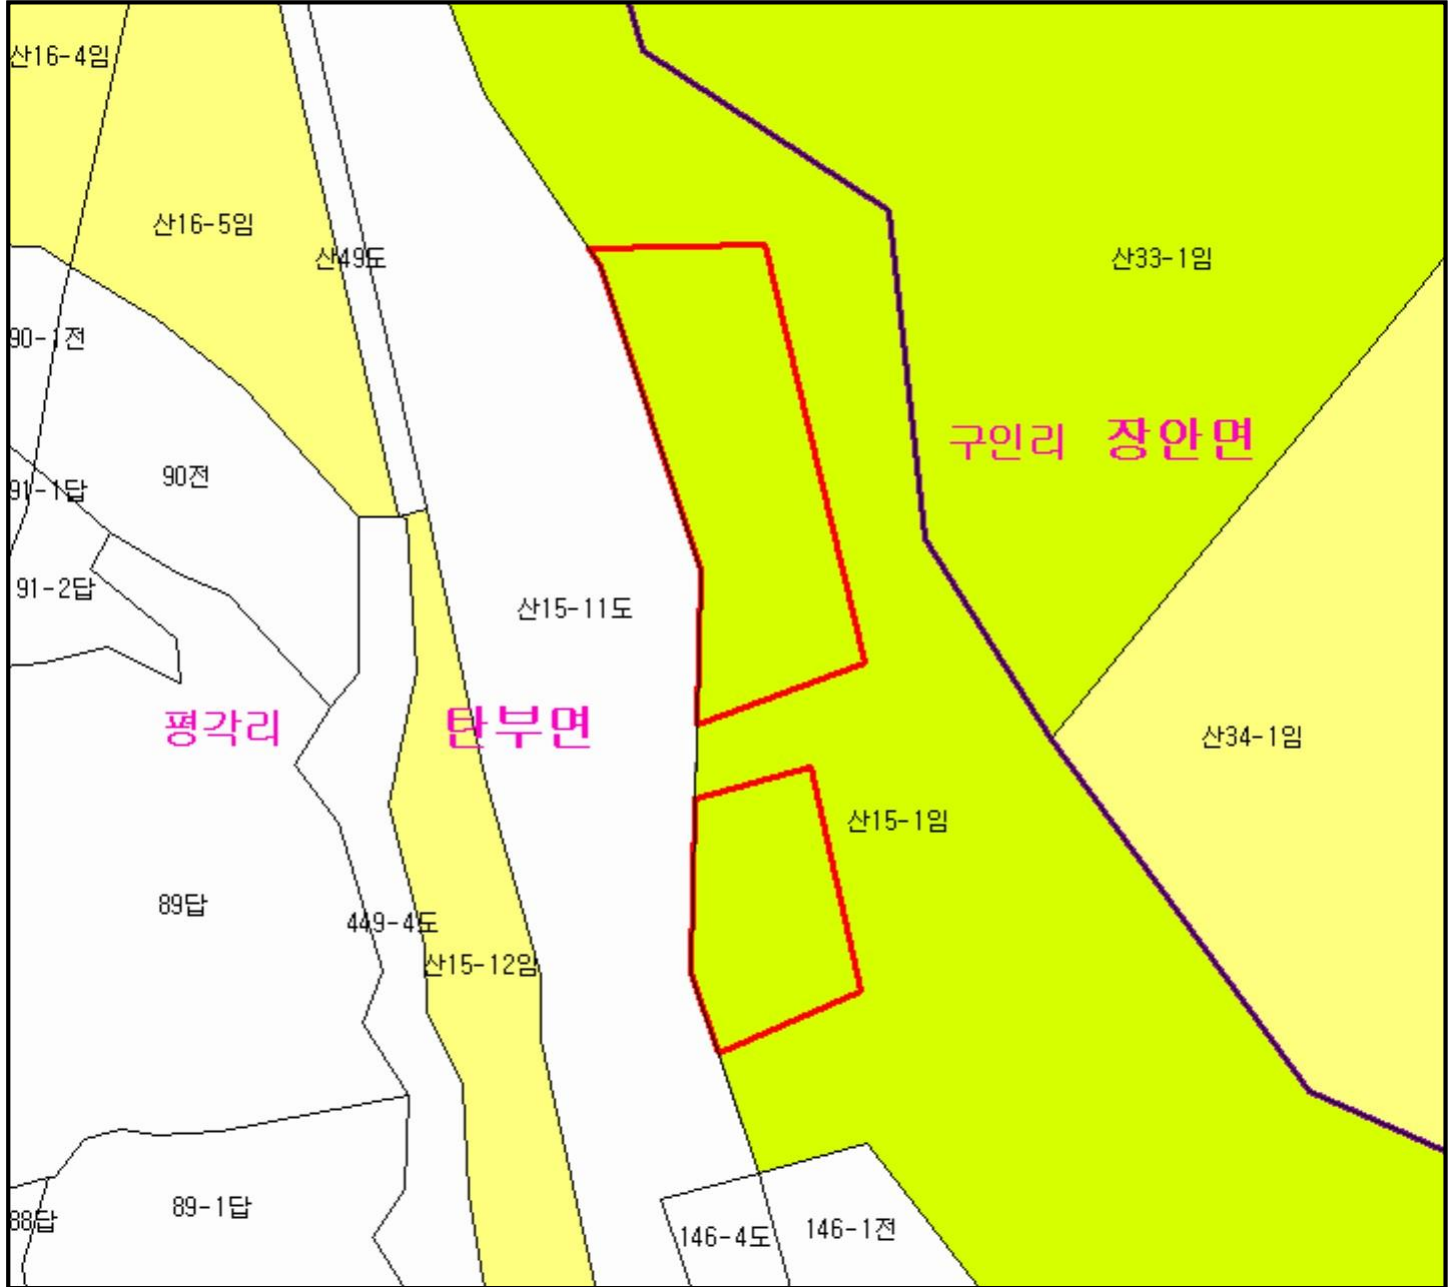 산16-4임
산16-5임
산49도
산33-1임
90-1전
구인리 장안면
90전
91-1답
91-2답
산15-11도
평각리 탄부면
산34-1임
산15-1임
89답
449-4도
산15-12임
89-1답
88답
146-4도
146-1전